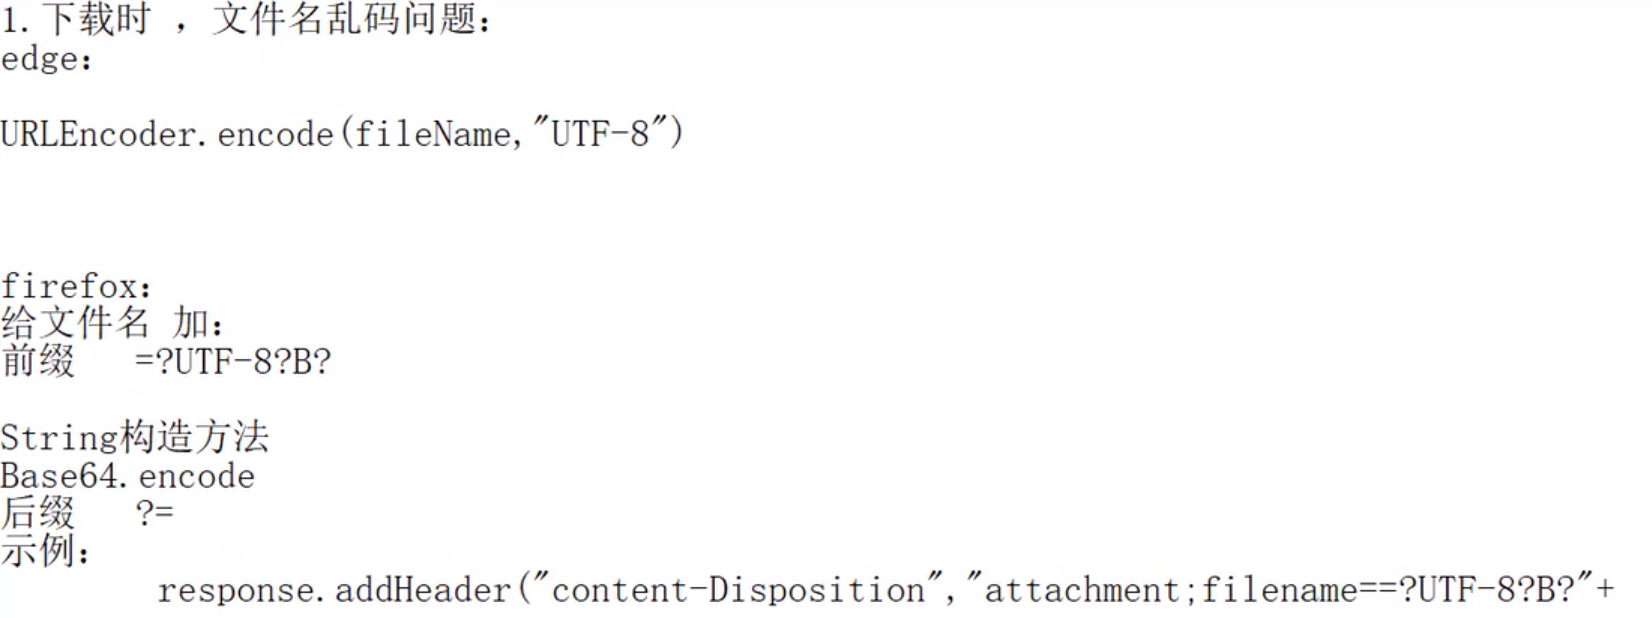 1.下载时 ，文件名乱码问题：
edge：
URLEncoder.encode(fileName,"UTF-8")
firefox：
给文件名 加：
前缀   =?UTF-8?B?
String构造方法
Base64.encode
后缀   ?=
示例：
response.addHeader("content-Disposition","attachment;filename==?UTF-8?B?"+